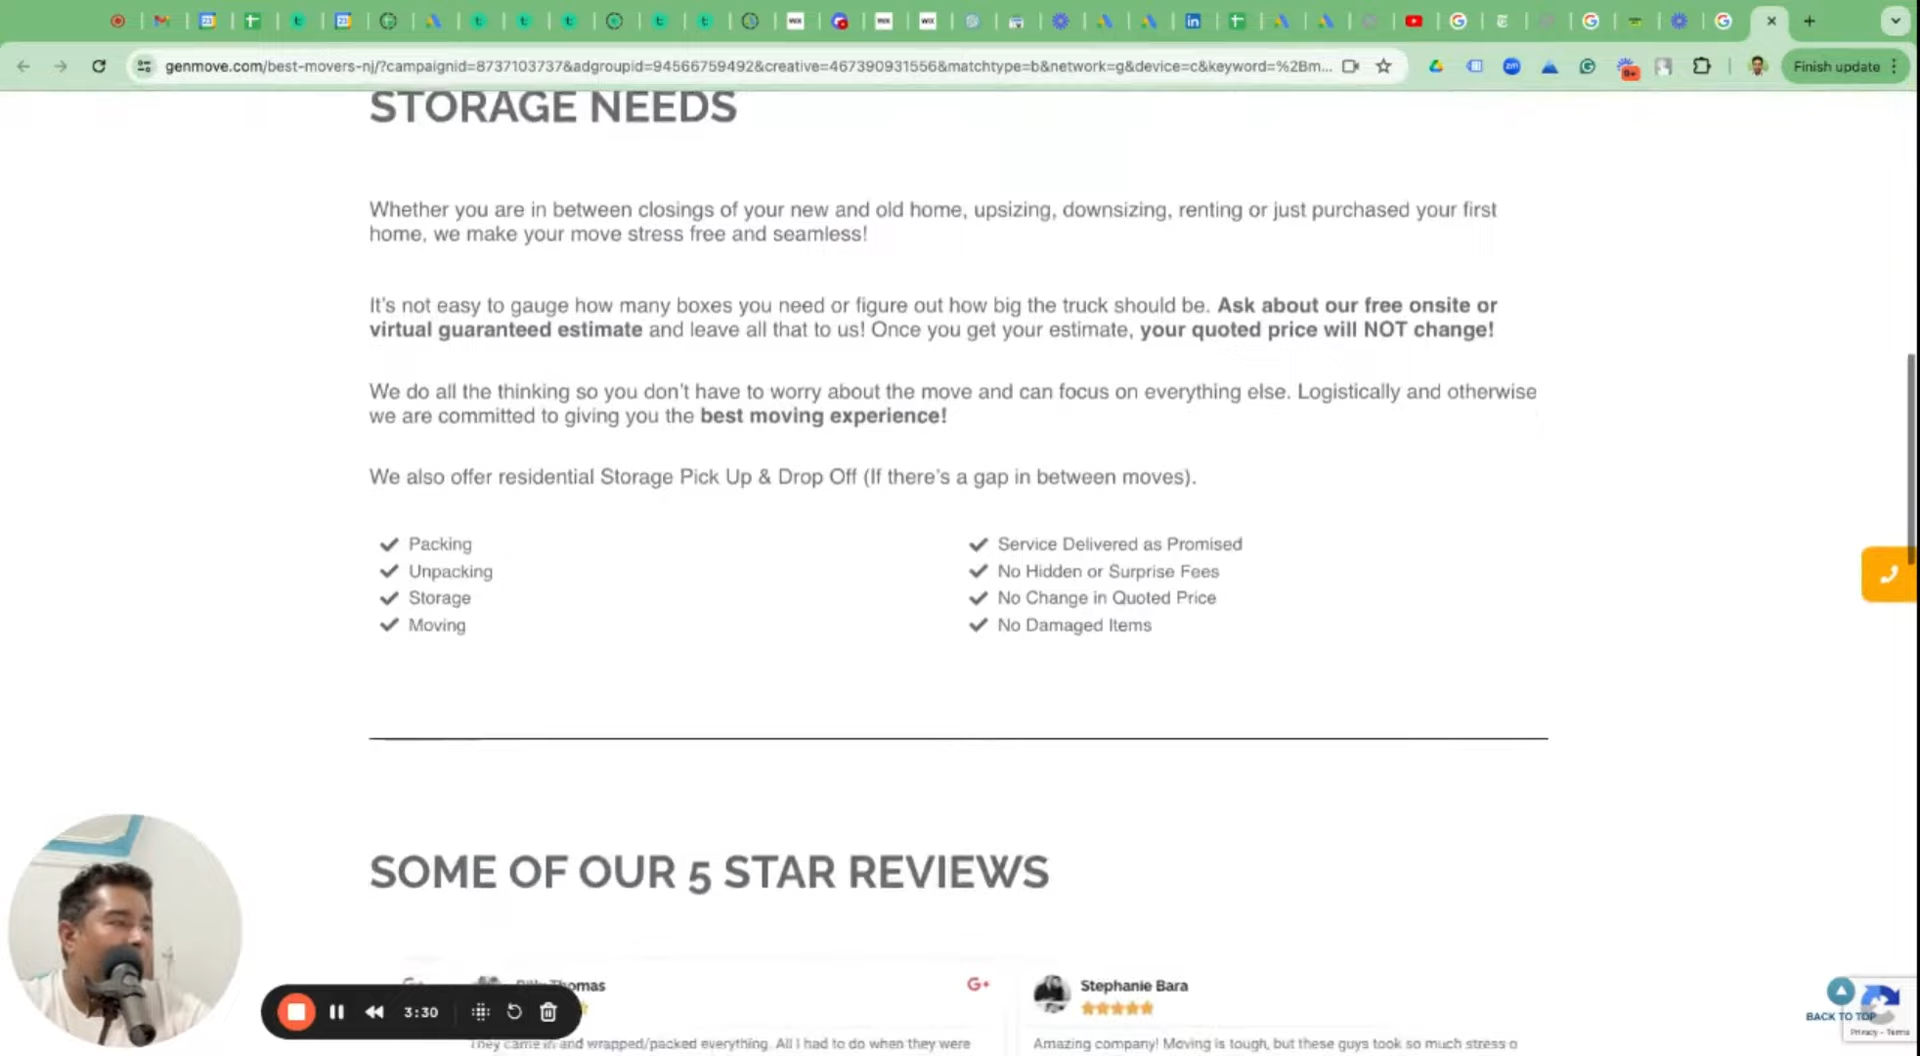 genmove.com/best-movers-nj/?campaignid=8737103737&adgroupid=94566759492&creative=467390931556&matchtype=b&network=g&device=c&keyword=%2Bm...
Finish update
STORAGE NEEDS
Whether you are in between closings of your new and old home, upsizing, downsizing, renting or just purchased your first
home, we make your move stress free and seamless!
It's not easy to gauge how many boxes you need or figure out how big the truck should be. Ask about our free onsite or
virtual guaranteed estimate and leave all that to us! Once you get your estimate, your quoted price will NOT change!
We do all the thinking so you don't have to worry about the move and can focus on everything else. Logistically and otherwise
we are committed to giving you the best moving experience!
We also offer residential Storage Pick Up & Drop Off (If there's a gap in between moves).
Packing
Unpacking
Storage
Moving
Service Delivered as Promised
No Hidden or Surprise Fees
No Change in Quoted Price
No Damaged Items
SOME OF OUR 5 STAR REVIEWS
Thomas
G+
Stephanie Bara
3:30
They came in and wrapped/packed everything. All I had to do when they were
Amazing company! Moving is tough, but these guys took so much stress o
BACK TO TOP
Privacy - Terms